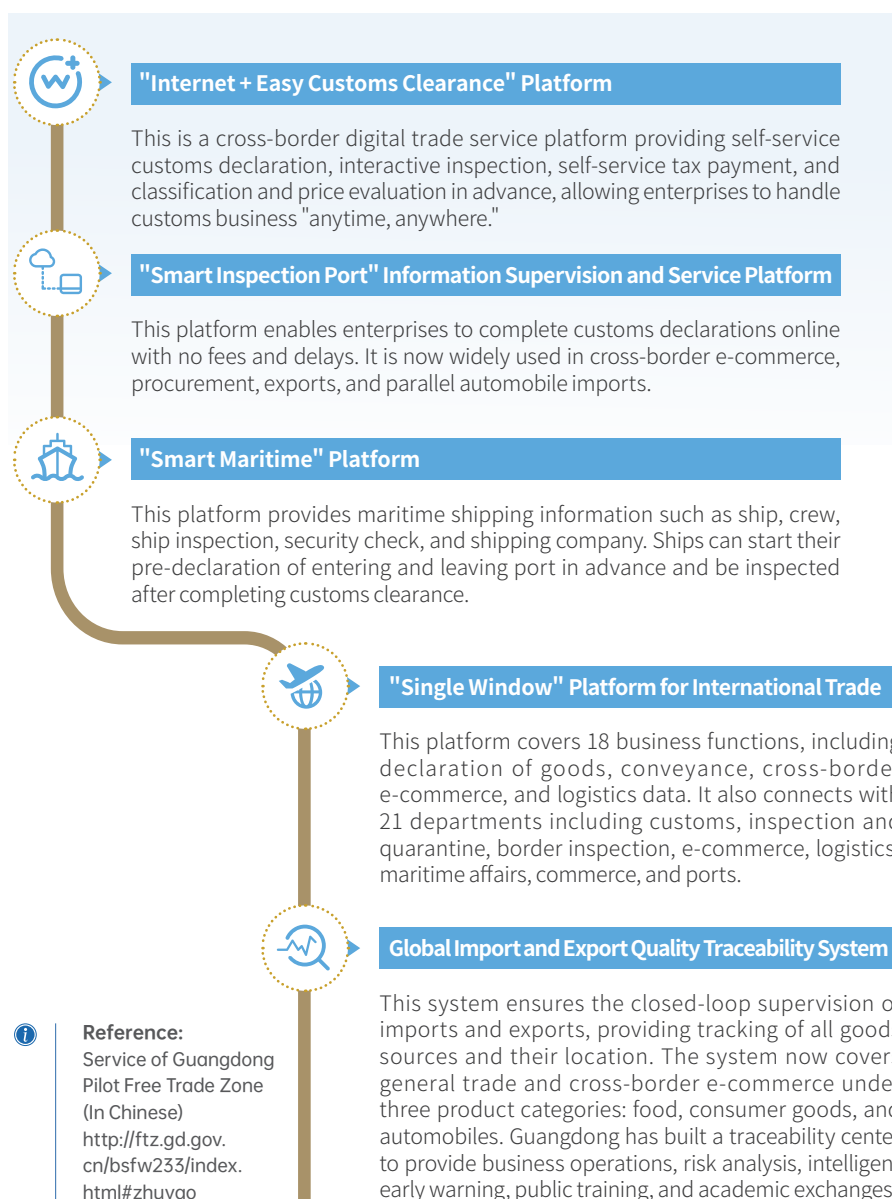 "Internet + Easy Customs Clearance" Platform
This is a cross-border digital trade service platform providing self-service
customs declaration, interactive inspection, self-service tax payment, and
classification and price evaluation in advance, allowing enterprises to handle
customs business "anytime, anywhere."
"Smart Inspection Port" Information Supervision and Service Platform
This platform enables enterprises to complete customs declarations online
with no fees and delays. It is now widely used in cross-border e-commerce,
procurement, exports, and parallel automobile imports.
"Smart Maritime" Platform
This platform provides maritime shipping information such as ship, crew,
ship inspection, security check, and shipping company. Ships can start their
pre-declaration of entering and leaving port in advance and be inspected
after completing customs clearance.
"Single Window" Platform for International Trade
This platform covers 18 business functions, including
declaration of goods, conveyance, cross-borde
e-commerce, and logistics data. It also connects with
21 departments including customs, inspection and
quarantine, border inspection, e-commerce, logistics
maritime affairs, commerce, and ports.
Global Import and Export Quality Traceability System
This system ensures the closed-loop supervision o
imports and exports, providing tracking of all good
sources and their location. The system now cover
general trade and cross-border e-commerce unde
three product categories: food, consumer goods, and
automobiles. Guangdong has built a traceability cente
to provide business operations, risk analysis, intelligen
early warning, public training, and academic exchanges
Reference:
Service of Guangdong
Pilot Free Trade Zone
(In Chinese)
http://ftz.gd.gov.
cn/bsfw233/index.
html#zhuyao